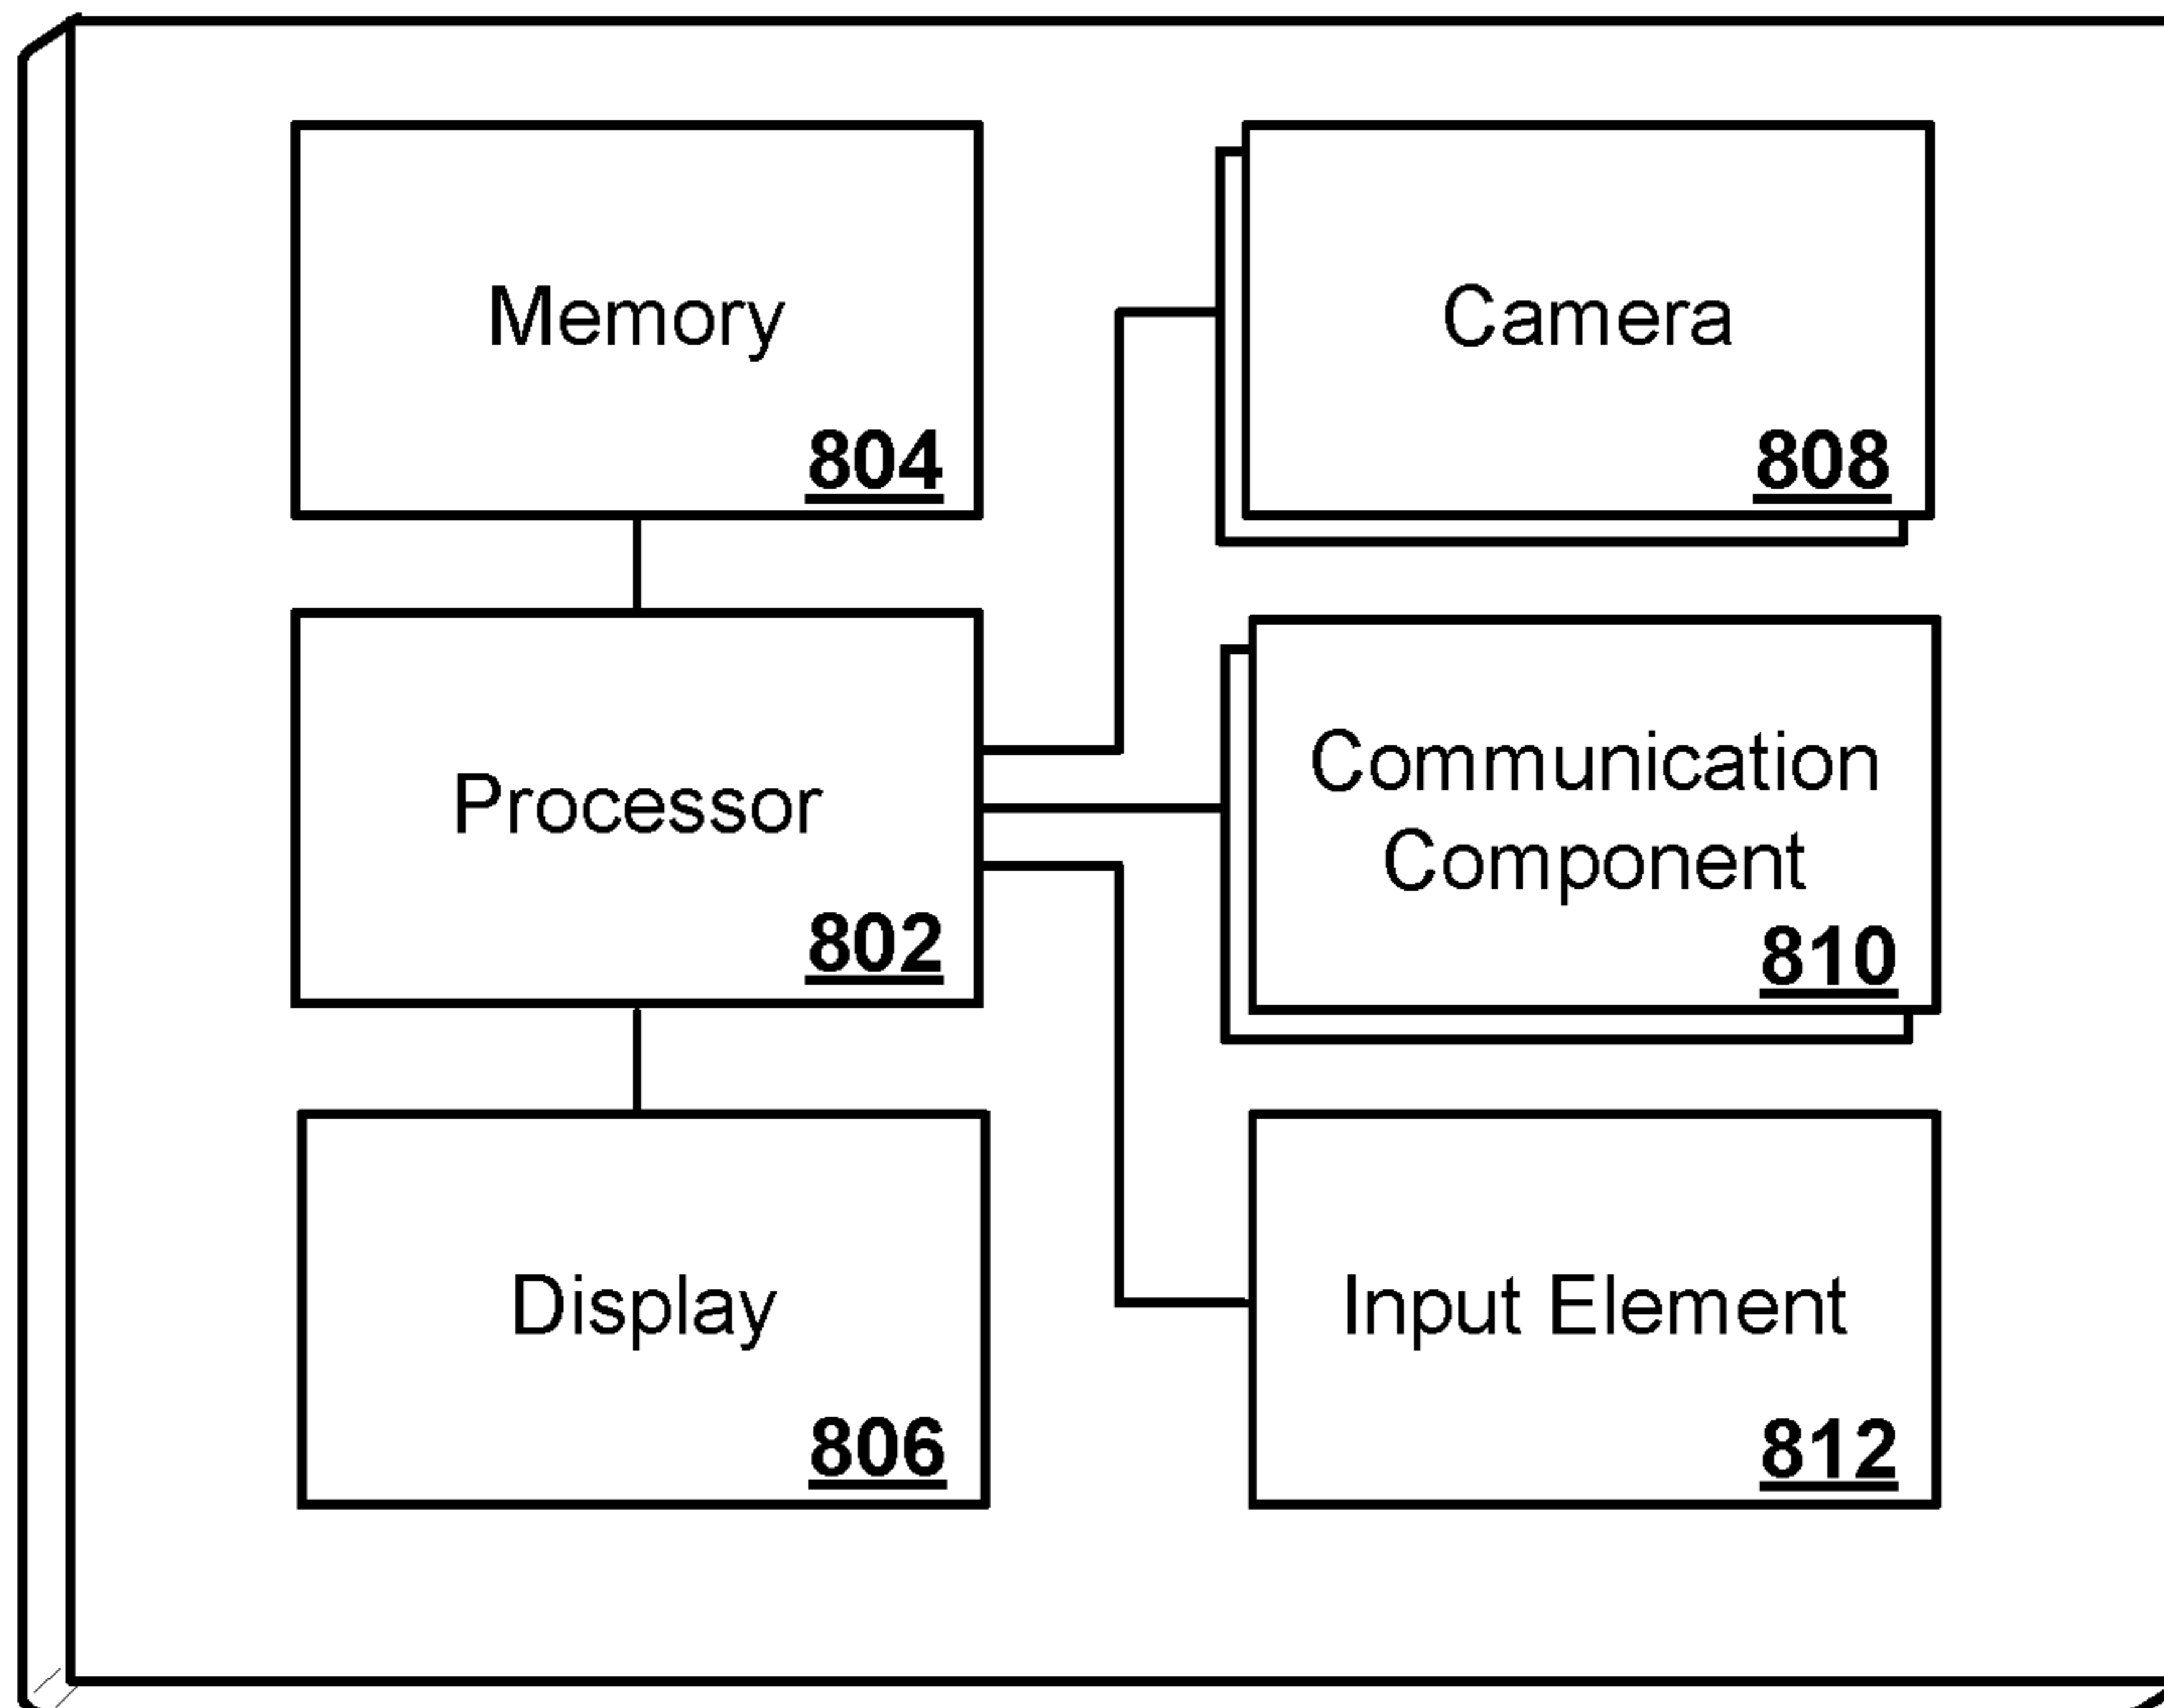 Memory
804
Camera
808
Processor
802
Communication
Component
810
Display
806
Input Element
812